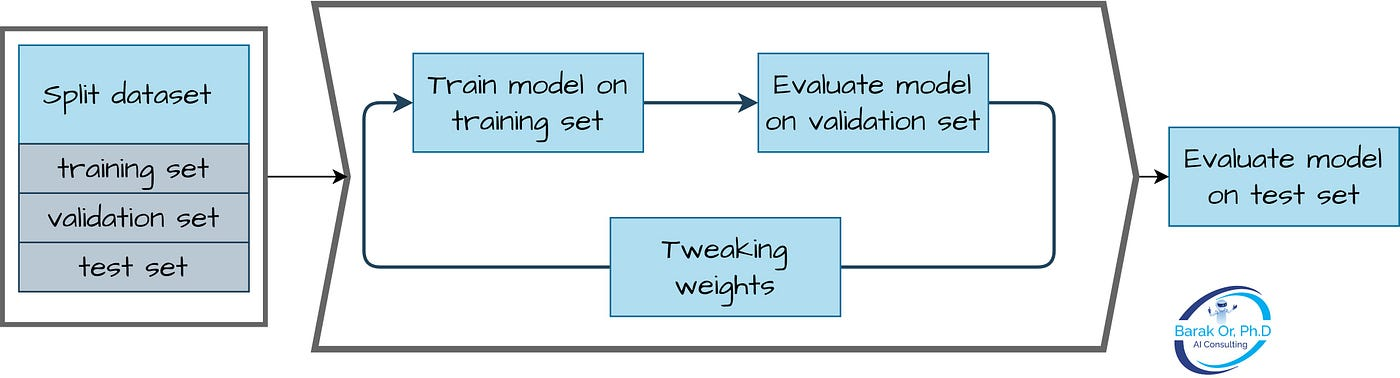 Split dataset
training set
validation set
test set
Train model on
training set
Evaluate model
on validation set
Tweaking
weights
Evaluate model
on test set
Barak Or, Ph.D
AI Consulting